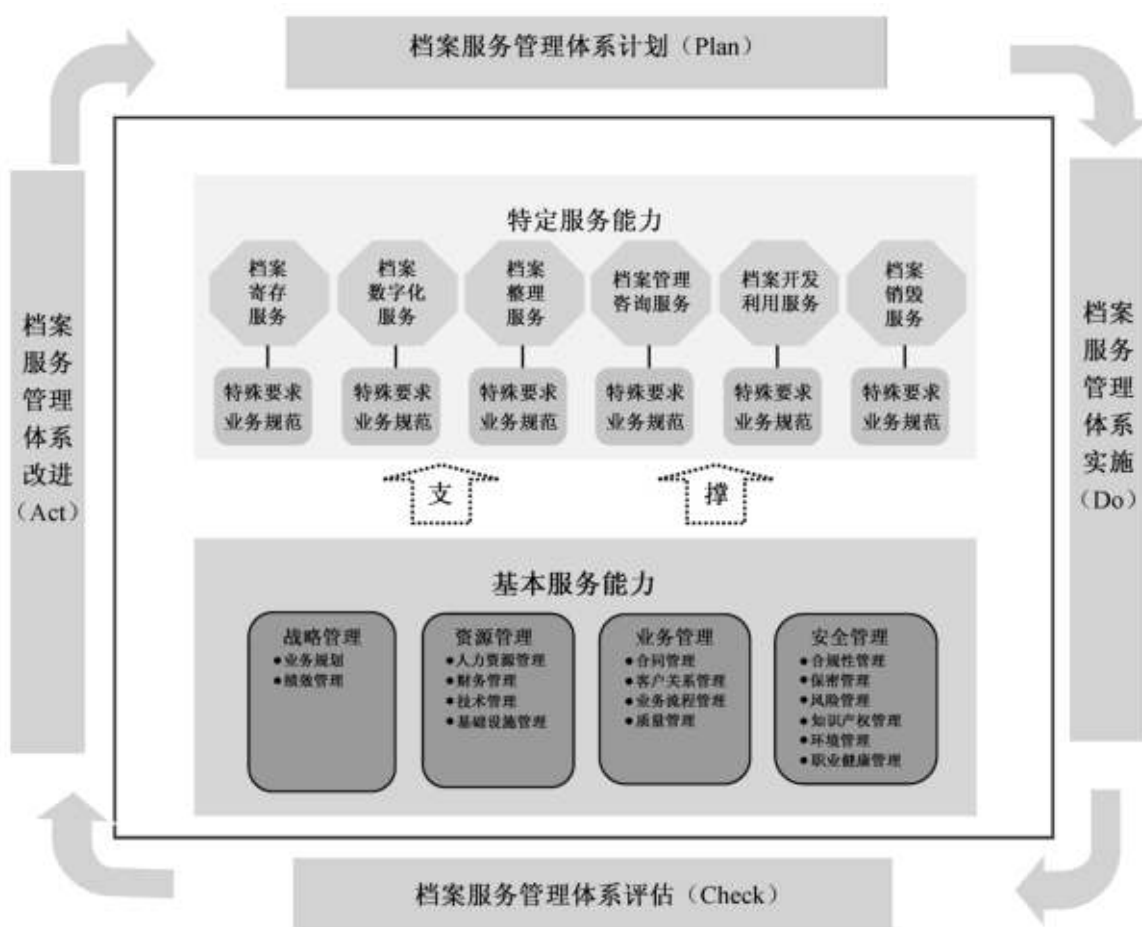 档案服务管理体系计划（Plan）
特定服务能力
档案
寄存
服务
档案
数字化
服务
档案
整理
服务
档案管理
咨询服务
档案开发
利用服务
档案
销毁
服务
特殊要求
业务规范
特殊要求
业务规范
特殊要求
业务规范
特殊要求
业务规范
特殊要求
业务规范
特殊要求
业务规范
支
撑
基本服务能力
战略管理
●业务规划
●绩效管理
资源管理
●人力资源管理
●财务管理
●技术管理
●基础设施管理
业务管理
●合同管理
●客户关系管理
●业务流程管理
●质量管理
安全管理
●合规性管理
●保密管理
●风险管理
●知识产权管理
●环境管理
●职业健康管理
档案
服务
管理
体系
实施
（Do）
档案服务管理体系评估（Check）
档案
服务
管理
体系
改进
（Act）